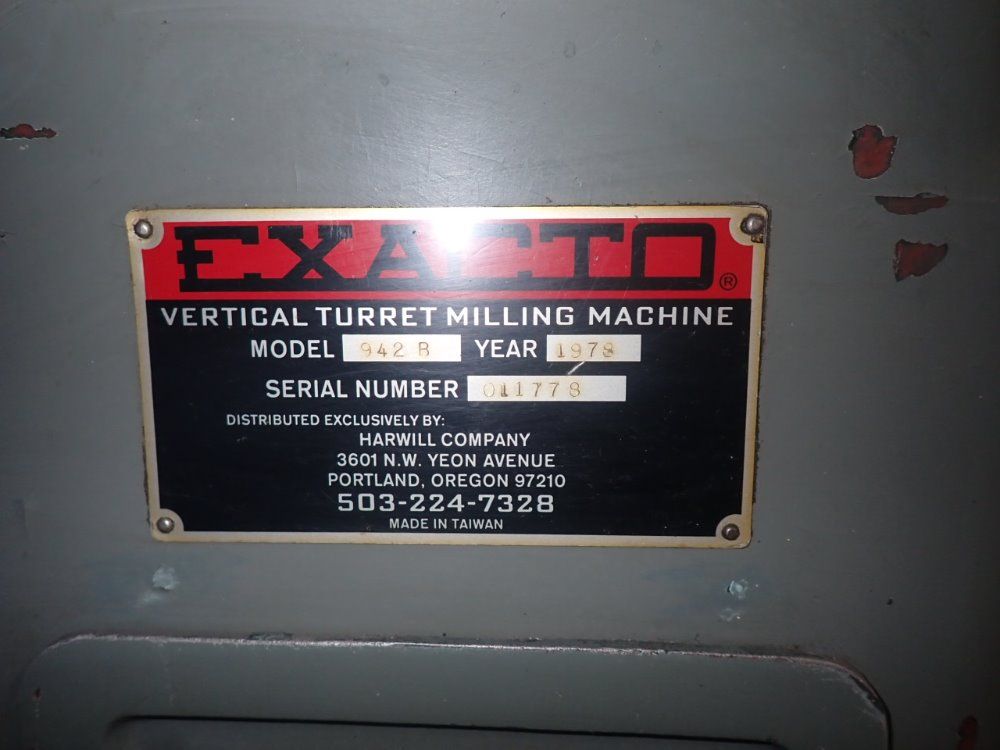 EXACTO ®
VERTICAL TURRET MILLING MACHINE
MODEL 942 B YEAR 1978
SERIAL NUMBER 011778
DISTRIBUTED EXCLUSIVELY BY:
HARWILL COMPANY
3601 N.W. YEON AVENUE
PORTLAND, OREGON 97210
503-224-7328
MADE IN TAIWAN